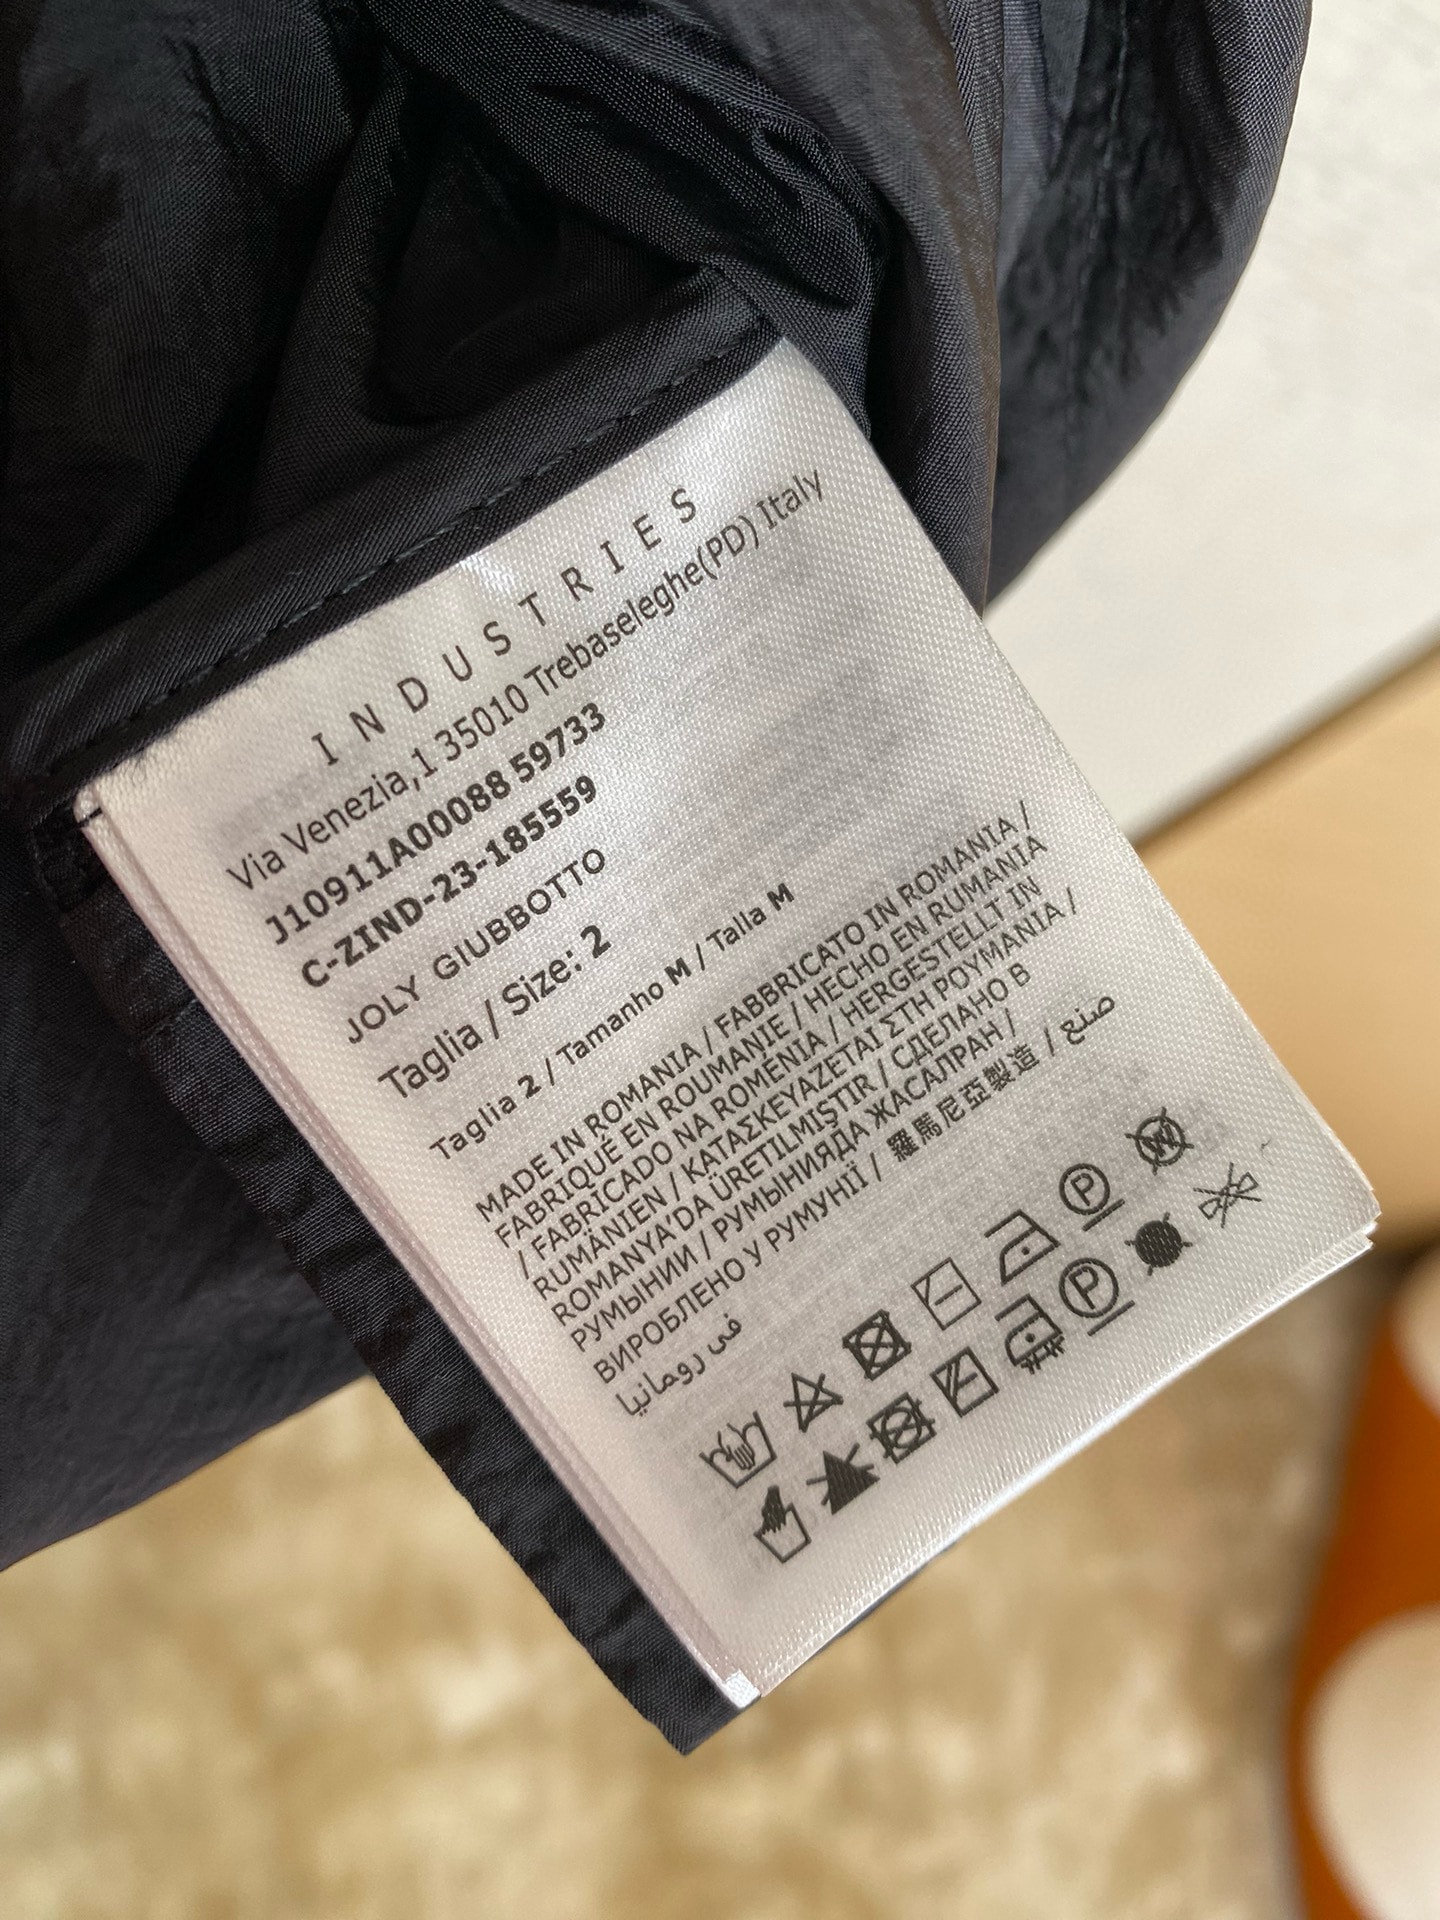 INDUSTRIES
Via Venezia,1 35010 Trebaseleghe(PD) Italy
J10911A00088 59733
C-ZIND-23-185559
JOLY GIUBBOTTO
Taglia / Size: 2
Taglia 2 / Tamanho M / Talla M
MADE IN ROMANIA / FABBRICATO IN ROMANIA /
FABRIQUÉ EN ROUMANIE / HECHO EN RUMANIA
/ FABRICADO NA ROMÉNIA / HERGESTELLT IN
RUMÄNIEN / ΚΑΤΑΣΚΕΥΑΖΕΤΑΙ ΣΤΗ ΡΟΥΜΑΝΙΑ /
ROMANYA'DA ÜRETILMIŞTIR / СДЕЛАНО В
РУМЫНИИ / РУМЫНИЯДА ЖАСАЛРАН /
ВИРОБЛЕНО У РУМУНІЇ / 羅馬尼亞製造 / صنع
في رومانيا
P W
P